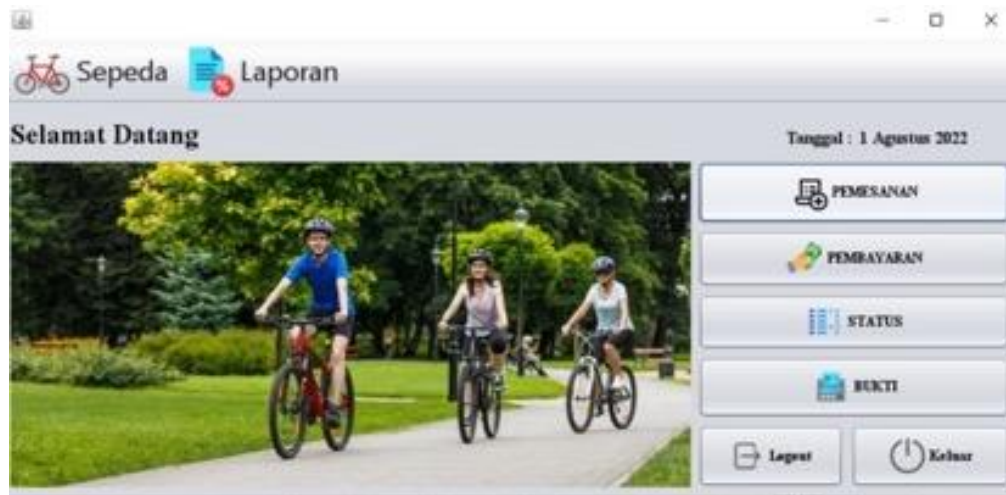 Sepeda Laporan
Selamat Datang
Tanggal : 1 Agustus 2022
PEMESANAN
PEMBAYARAN
STATUS
BUKTI
Logout
Keluar